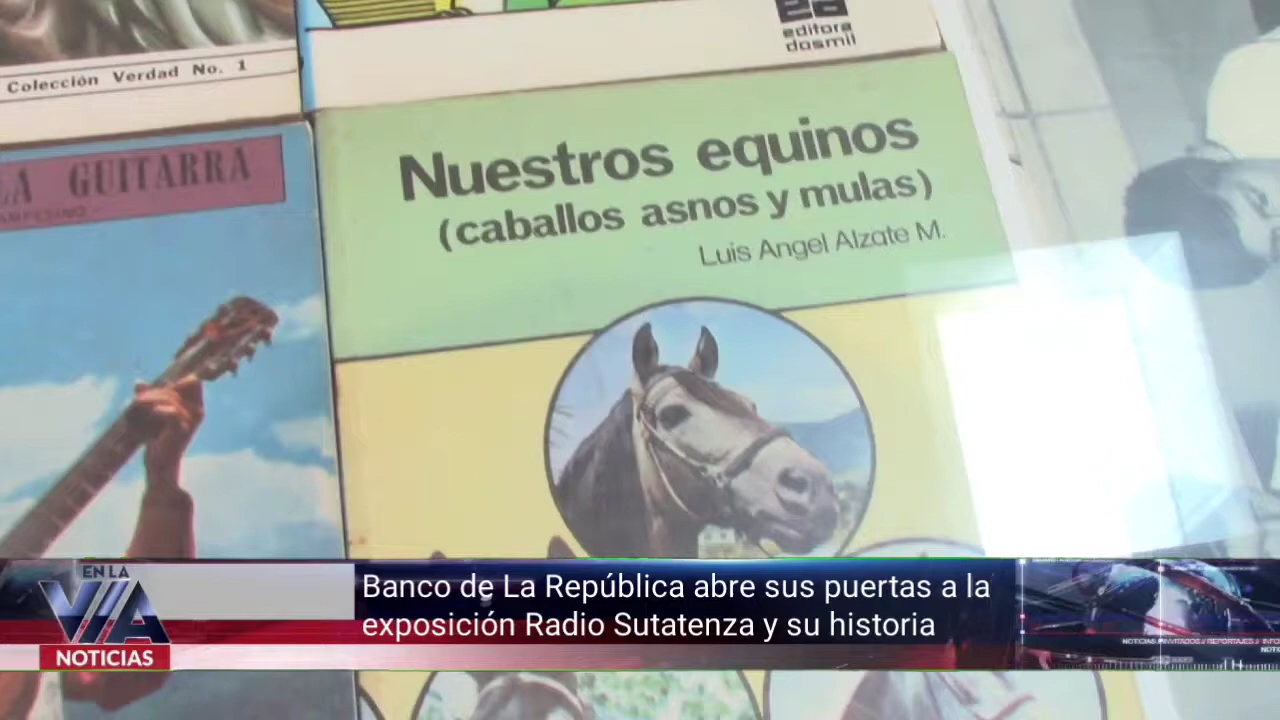 editora
dosmil
Colección Verdad No. 1
LA GUITARRA
Nuestros equinos
(caballos asnos y mulas)
Luis Angel Alzate M.
EN LA
VIA
NOTICIAS
Banco de La República abre sus puertas a la
exposición Radio Sutatenza y su historia